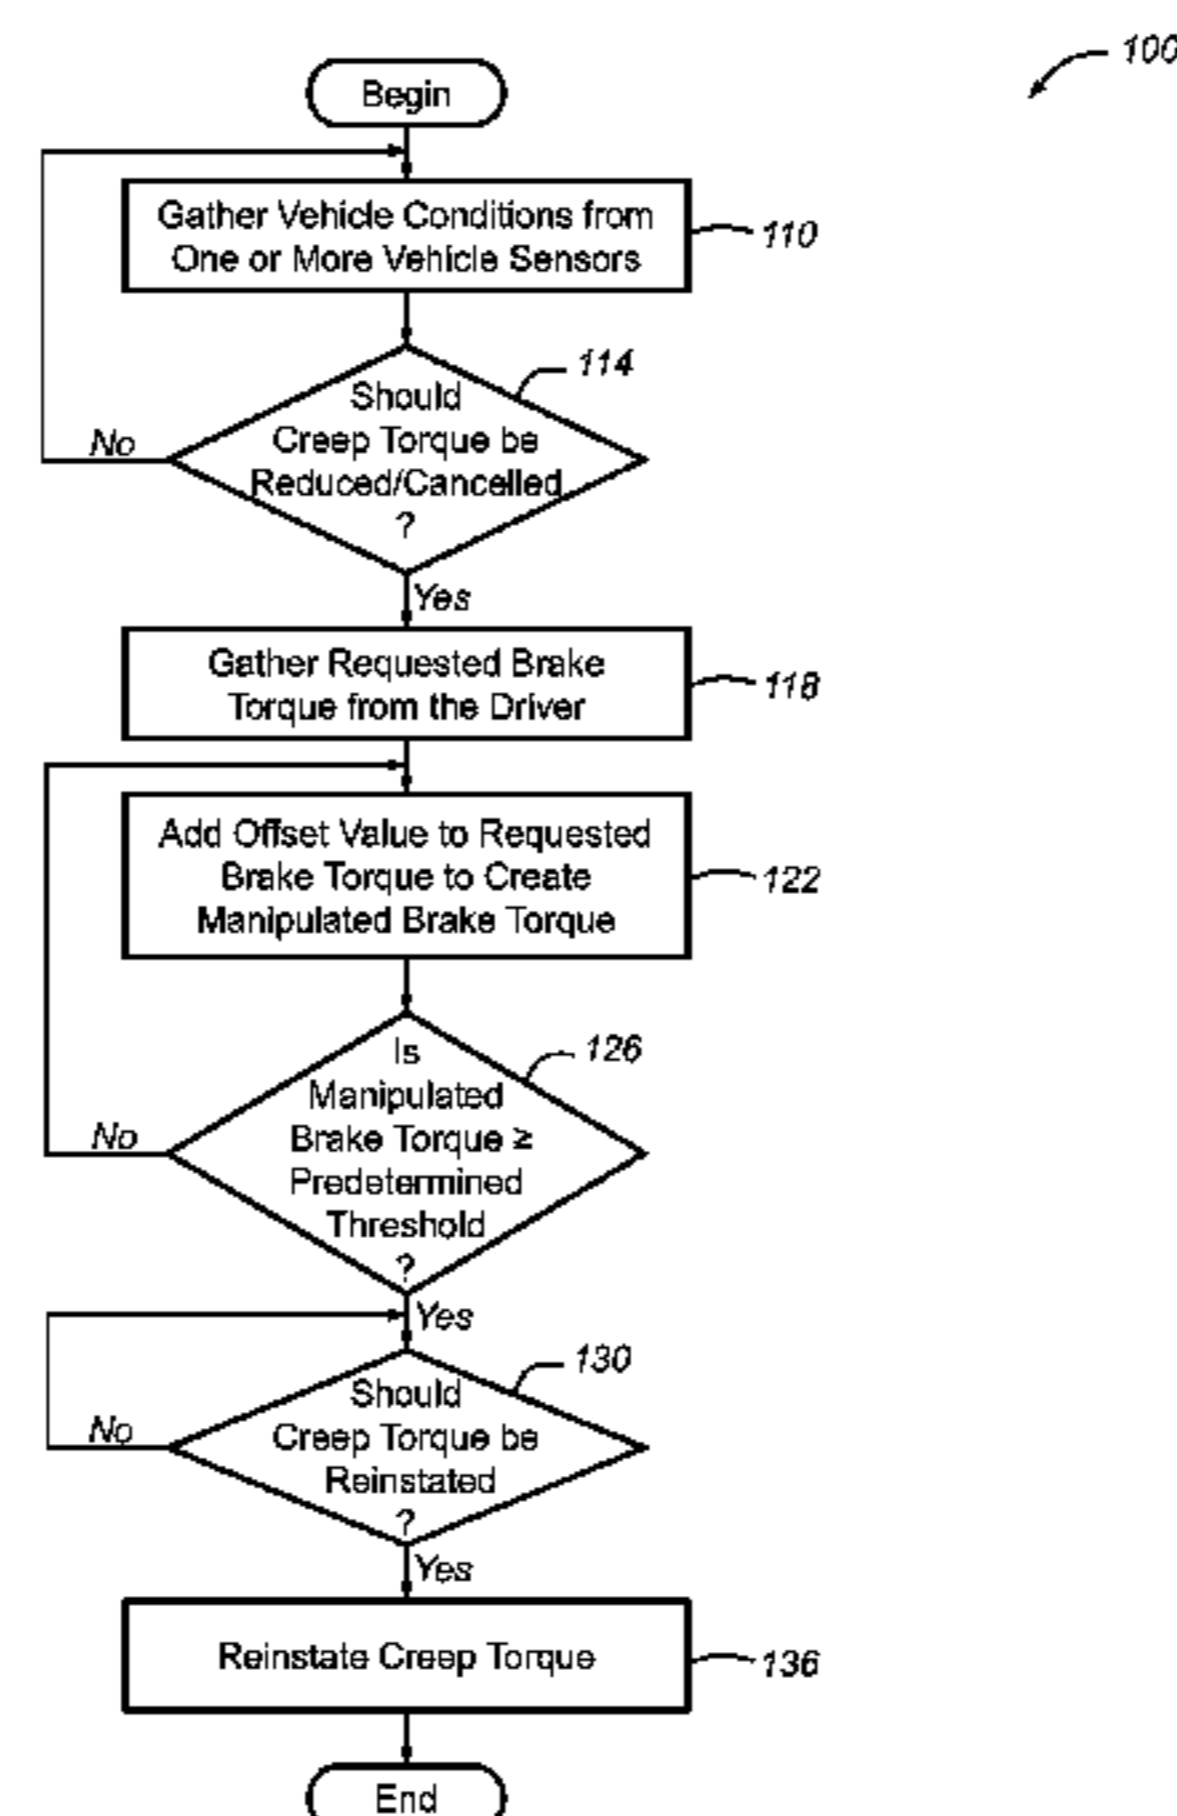 100
Begin
Gather Vehicle Conditions from
One or More Vehicle Sensors
110
114
Should
Creep Torque be
Reduced/Cancelled
?
No
Yes
Gather Requested Brake
Torque from the Driver
118
Add Offset Value to Requested
Brake Torque to Create
Manipulated Brake Torque
122
126
Is
Manipulated
Brake Torque ≥
Predetermined
Threshold
?
No
Yes
130
Should
Creep Torque be
Reinstated
?
No
Yes
Reinstate Creep Torque
136
End